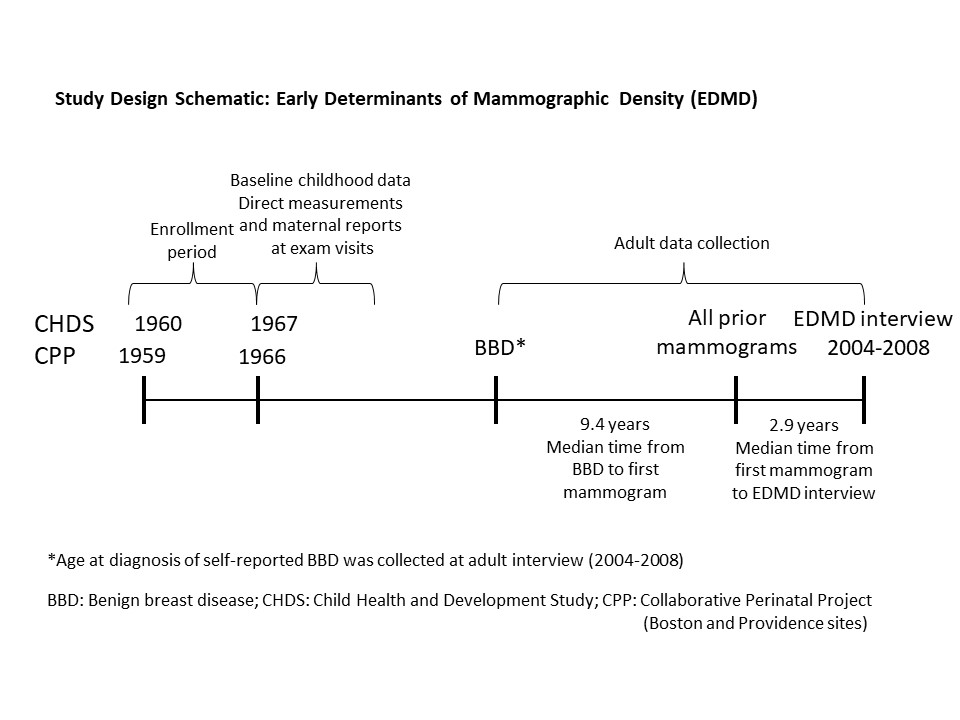 Study Design Schematic: Early Determinants of Mammographic Density (EDMD)
Baseline childhood data
Direct measurements
and maternal reports
at exam visits
Enrollment
period
Adult data collection
CHDS 1960 1967
CPP 1959 1966
BBD*
All prior
mammograms
EDMD interview
2004-2008
9.4 years
Median time from
BBD to first
mammogram
2.9 years
Median time from
first mammogram
to EDMD interview
*Age at diagnosis of self-reported BBD was collected at adult interview (2004-2008)
BBD: Benign breast disease; CHDS: Child Health and Development Study; CPP: Collaborative Perinatal Project
(Boston and Providence sites)